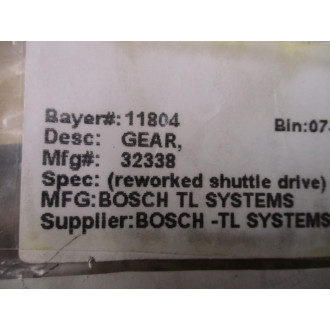 Bayer#: 11804 Bin:07
Desc: GEAR,
Mfg#: 32338
Spec: (reworked shuttle drive)
MFG:BOSCH TL SYSTEMS
Supplier:BOSCH -TL SYSTEMS